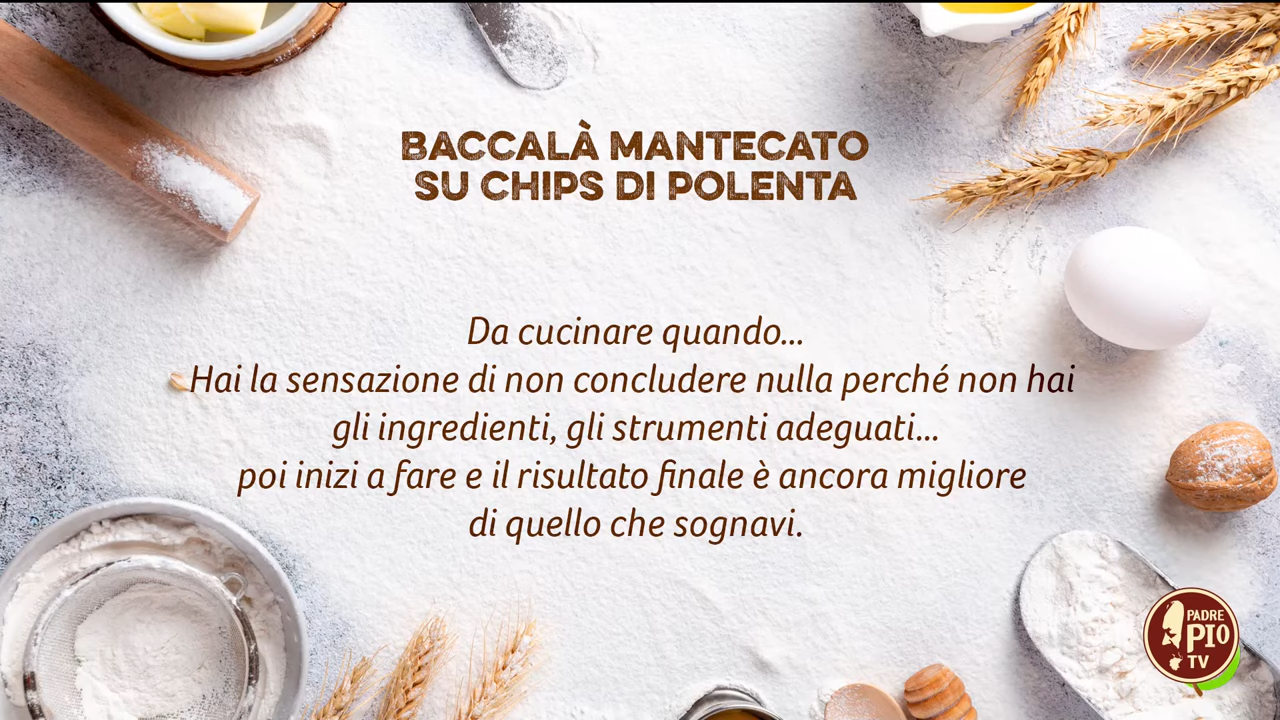 BACCALÀ MANTECATO
SU CHIPS DI POLENTA
Da cucinare quando...
Hai la sensazione di non concludere nulla perché non hai
gli ingredienti, gli strumenti adeguati...
poi inizi a fare e il risultato finale è ancora migliore
di quello che sognavi.
PADRE
PIO
TV